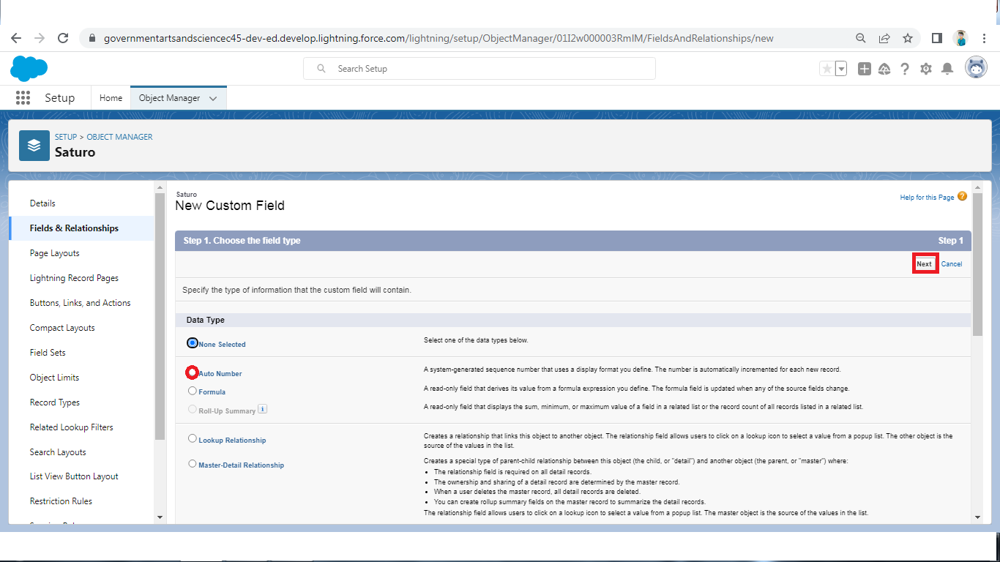 governmentartsandsciencec45-dev-ed.develop.lightning.force.com/lightning/setup/ObjectManager/01I2w000003RmlM/FieldsAndRelationships/new
Search Setup
Setup
Home
Object Manager
SETUP > OBJECT MANAGER
Saturo
Details
Fields & Relationships
Page Layouts
Lightning Record Pages
Buttons, Links, and Actions
Compact Layouts
Field Sets
Object Limits
Record Types
Related Lookup Filters
Search Layouts
List View Button Layout
Restriction Rules
Saturo
New Custom Field
Help for this Page ?
Step 1. Choose the field type
Step 1
Next
Cancel
Specify the type of information that the custom field will contain.
Data Type
None Selected
Select one of the data types below.
Auto Number
A system-generated sequence number that uses a display format you define. The number is automatically incremented for each new record.
Formula
A read-only field that derives its value from a formula expression you define. The formula field is updated when any of the source fields change.
Roll-Up Summary i
A read-only field that displays the sum, minimum, or maximum value of a field in a related list or the record count of all records listed in a related list.
Lookup Relationship
Creates a relationship that links this object to another object. The relationship field allows users to click on a lookup icon to select a value from a popup list. The other object is the
source of the values in the list.
Master-Detail Relationship
Creates a special type of parent-child relationship between this object (the child, or "detail") and another object (the parent, or "master") where:
• The relationship field is required on all detail records.
• The ownership and sharing of a detail record are determined by the master record.
• When a user deletes the master record, all detail records are deleted.
• You can create rollup summary fields on the master record to summarize the detail records.
The relationship field allows users to click on a lookup icon to select a value from a popup list. The master object is the source of the values in the list.